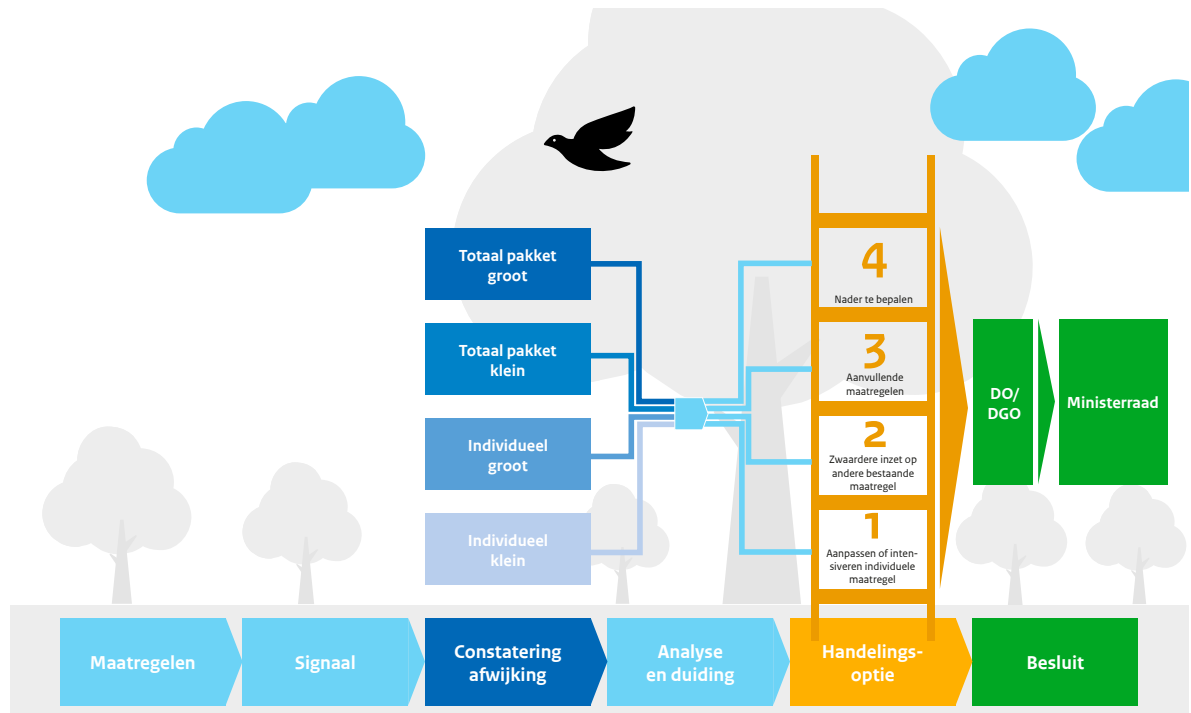 Totaal pakket
groot
Totaal pakket
klein
Individueel
groot
Individueel
klein
4
Nader te bepalen
3
Aanvullende
maatregelen
2
Zwaardere inzet op
andere bestaande
maatregel
1
Aanpassen of inten-
siveren individuele
maatregel
DO/
DGO
Ministerraad
Maatregelen
Signaal
Constatering
afwijking
Analyse
en duiding
Handelings-
optie
Besluit